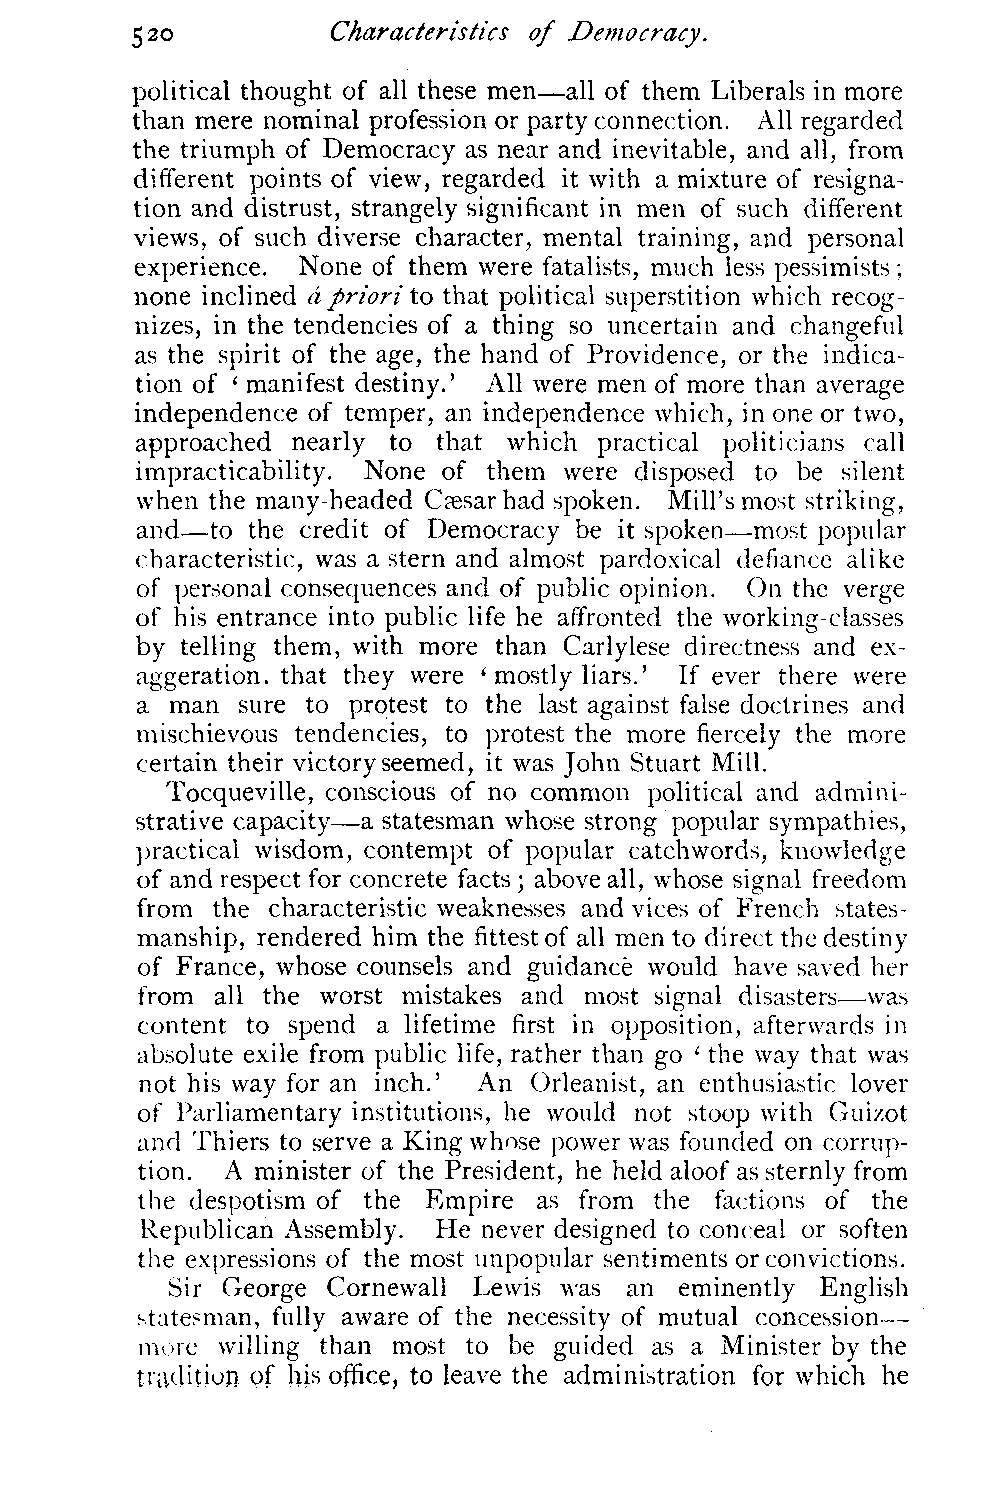 520 Characteristics of Democracy.
political thought of all these men—all of them Liberals in more
than mere nominal profession or party connection. All regarded
the triumph of Democracy as near and inevitable, and all, from
different points of view, regarded it with a mixture of resigna-
tion and distrust, strangely significant in men of such different
views, of such diverse character, mental training, and personal
experience. None of them were fatalists, much less pessimists ;
none inclined à priori to that political superstition which recog-
nizes, in the tendencies of a thing so uncertain and changeful
as the spirit of the age, the hand of Providence, or the indica-
tion of ‘ manifest destiny.’ All were men of more than average
independence of temper, an independence which, in one or two,
approached nearly to that which practical politicians call
impracticability. None of them were disposed to be silent
when the many-headed Cæsar had spoken. Mill's most striking,
and—to the credit of Democracy be it spoken—most popular
characteristic, was a stern and almost pardoxical defiance alike
of personal consequences and of public opinion. On the verge
of his entrance into public life he affronted the working-classes
by telling them, with more than Carlylese directness and ex-
aggeration. that they were ‘ mostly liars.’ If ever there were
a man sure to protest to the last against false doctrines and
mischievous tendencies, to protest the more fiercely the more
certain their victory seemed, it was John Stuart Mill.
Tocqueville, conscious of no common political and admini-
strative capacity—a statesman whose strong popular sympathies,
practical wisdom, contempt of popular catchwords, knowledge
of and respect for concrete facts ; above all, whose signal freedom
from the characteristic weaknesses and vices of French states-
manship, rendered him the fittest of all men to direct the destiny
of France, whose counsels and guidance would have saved her
from all the worst mistakes and most signal disasters—was
content to spend a lifetime first in opposition, afterwards in
absolute exile from public life, rather than go ‘ the way that was
not his way for an inch.’ An Orleanist, an enthusiastic lover
of Parliamentary institutions, he would not stoop with Guizot
and Thiers to serve a King whose power was founded on corrup-
tion. A minister of the President, he held aloof as sternly from
the despotism of the Empire as from the factions of the
Republican Assembly. He never designed to conceal or soften
the expressions of the most unpopular sentiments or convictions.
Sir George Cornewall Lewis was an eminently English
statesman, fully aware of the necessity of mutual concession—
more willing than most to be guided as a Minister by the
tradition of his office, to leave the administration for which he